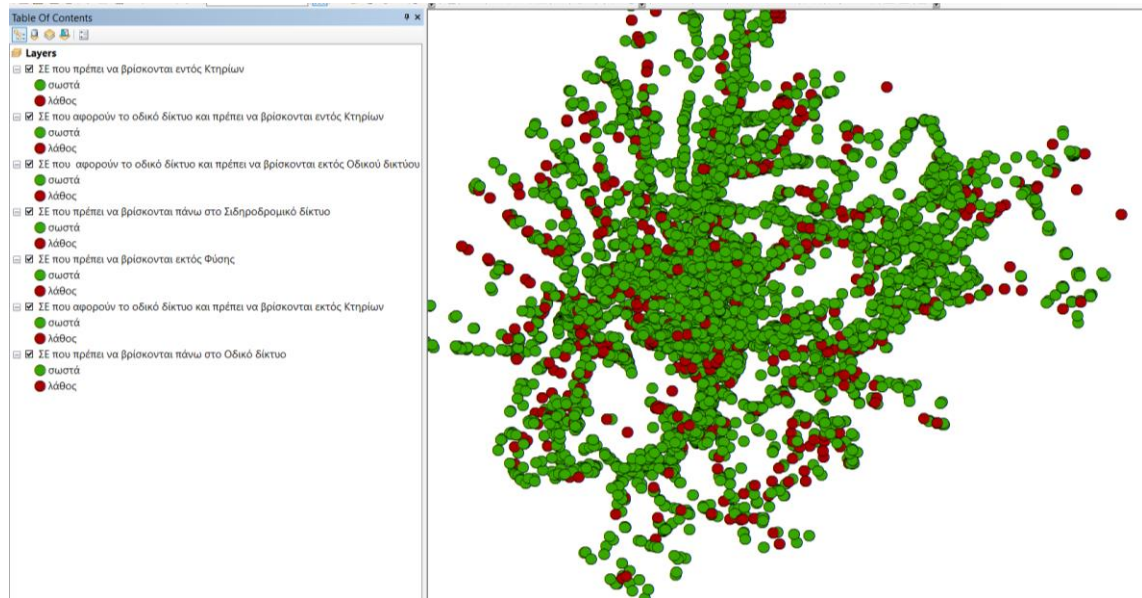 Table Of Contents
Layers
ΣΕ που πρέπει να βρίσκονται εντός Κτηρίων
σωστά
λάθος
ΣΕ που αφορούν το οδικό δίκτυο και πρέπει να βρίσκονται εντός Κτηρίων
σωστά
λάθος
ΣΕ που αφορούν το οδικό δίκτυο και πρέπει να βρίσκονται εκτός Οδικού δικτύου
σωστά
λάθος
ΣΕ που πρέπει να βρίσκονται πάνω στο Σιδηροδρομικό δίκτυο
σωστά
λάθος
ΣΕ που πρέπει να βρίσκονται εκτός Φύσης
σωστά
λάθος
ΣΕ που αφορούν το οδικό δίκτυο και πρέπει να βρίσκονται εκτός Κτηρίων
σωστά
λάθος
ΣΕ που πρέπει να βρίσκονται πάνω στο Οδικό δίκτυο
σωστά
λάθος